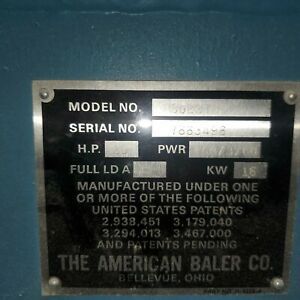 MODEL NO.
SERIAL NO.
H.P. PWR
FULL LD A KW 16
MANUFACTURED UNDER ONE
OR MORE OF THE FOLLOWING
UNITED STATES PATENTS
2,938,451 3,179,040
3,294,013 3,467,000
AND PATENTS PENDING
THE AMERICAN BALER CO.
BELLEVUE, OHIO